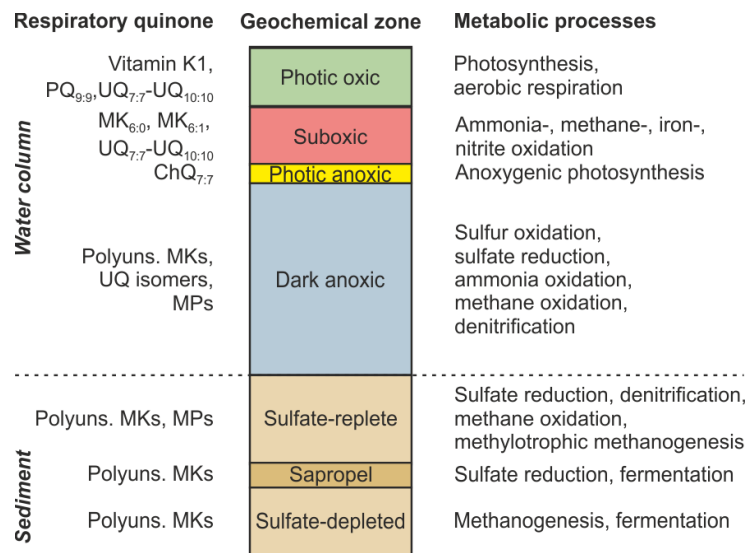 Respiratory quinone Geochemical zone Metabolic processes
Water column
Vitamin K1,
PQ9:9,UQ7:7-UQ10:10
Photic oxic
Photosynthesis,
aerobic respiration
MK6:0, MK6:1,
UQ7:7-UQ10:10
Suboxic
Ammonia-, methane-, iron-,
nitrite oxidation
ChQ7:7
Photic anoxic
Anoxygenic photosynthesis
Polyuns. MKs,
UQ isomers,
MPs
Dark anoxic
Sulfur oxidation,
sulfate reduction,
ammonia oxidation,
methane oxidation,
denitrification
Sediment
Polyuns. MKs, MPs
Sulfate-replete
Sulfate reduction, denitrification,
methane oxidation,
methylotrophic methanogenesis
Polyuns. MKs
Sapropel
Sulfate reduction, fermentation
Polyuns. MKs
Sulfate-depleted
Methanogenesis, fermentation